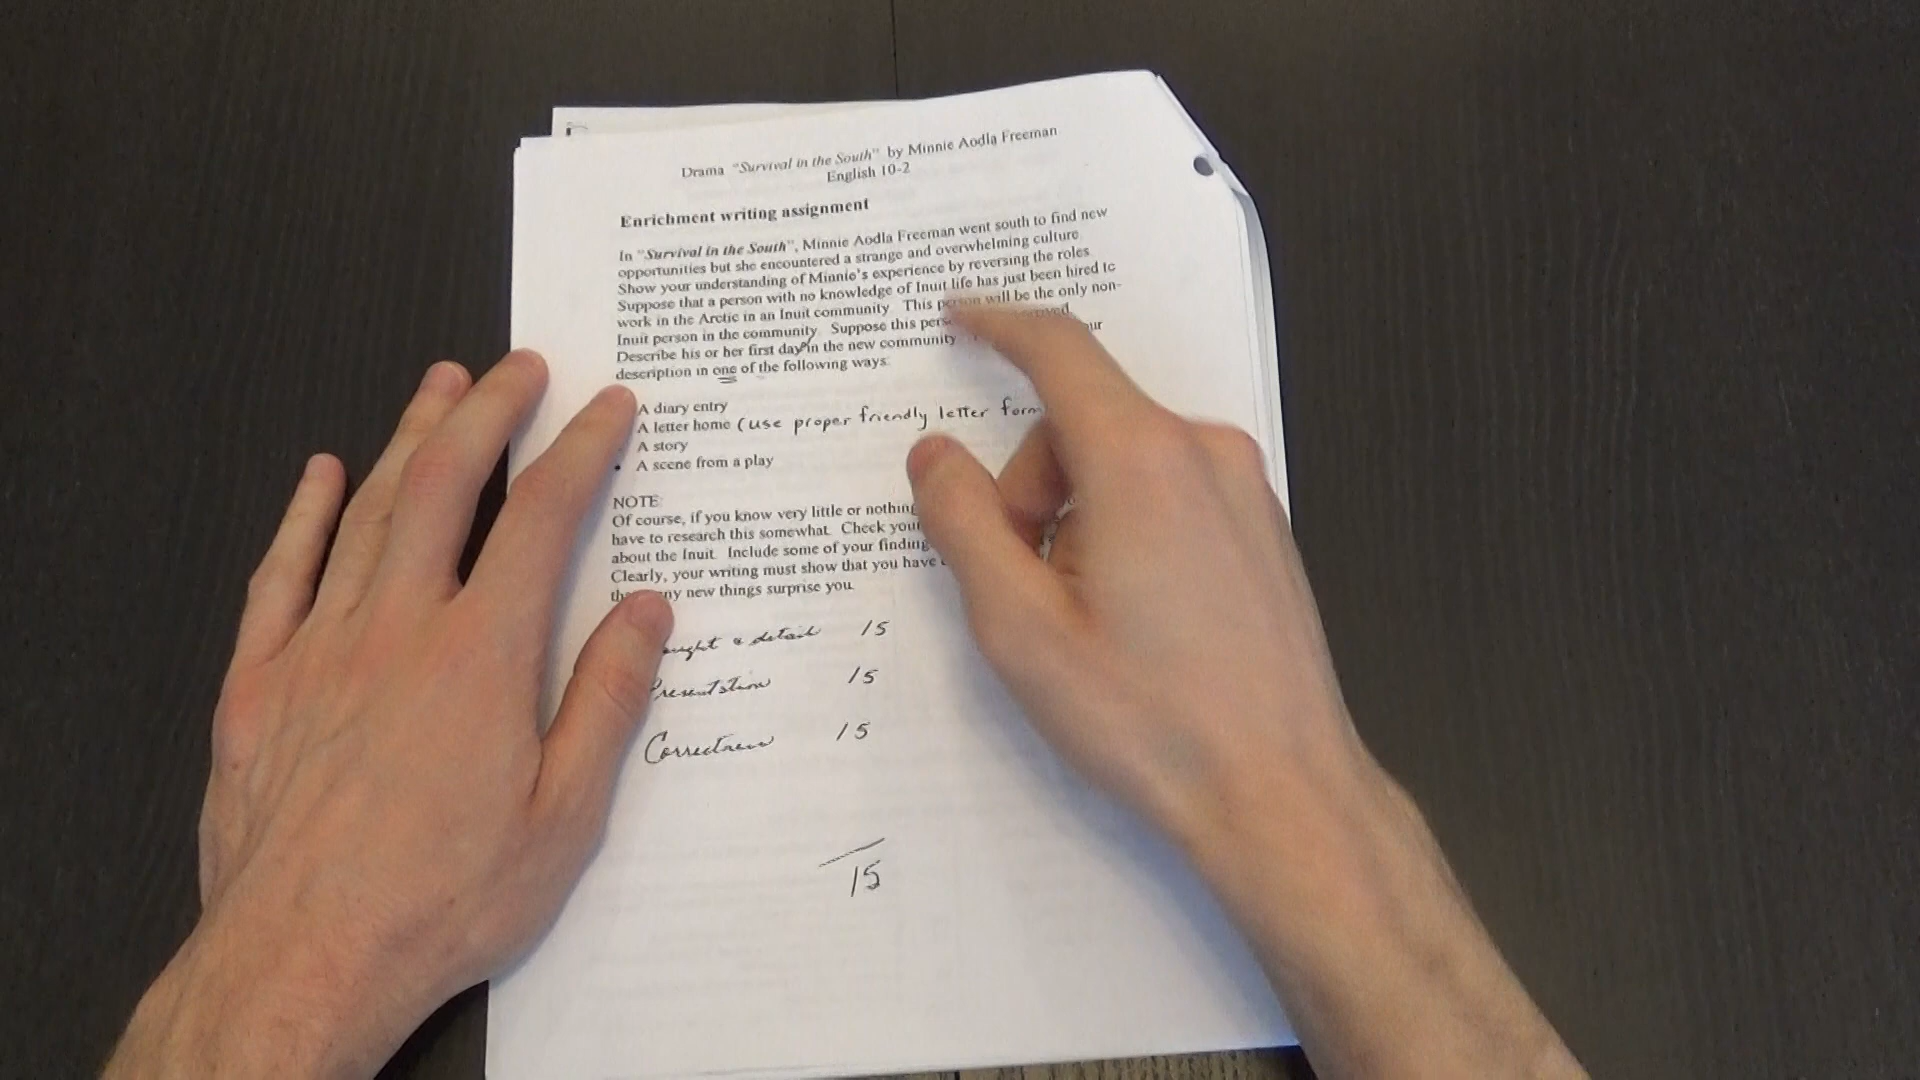 Drama "Survival in the South" by Minnie Aodla Freeman
English 10-2
Enrichment writing assignment
In "Survival in the South", Minnie Aodla Freeman went south to find new
opportunities but she encountered a strange and overwhelming culture
Show your understanding of Minnie's experience by reversing the roles
Suppose that a person with no knowledge of Inuit life has just been hired to
work in the Arctic in an Inuit community This person will be the only non-
Inuit person in the community Suppose this
Describe his or her first day in the new community
description in one of the following ways:
A diary entry
A letter home (use proper friendly letter form
A story
• A scene from a play
NOTE:
Of course, if you know very little or nothing
have to research this somewhat. Check your
about the Inuit. Include some of your
Clearly, your writing must show that you have
new things surprise you.
& detail 15
Presentation 15
Correctness 15
15